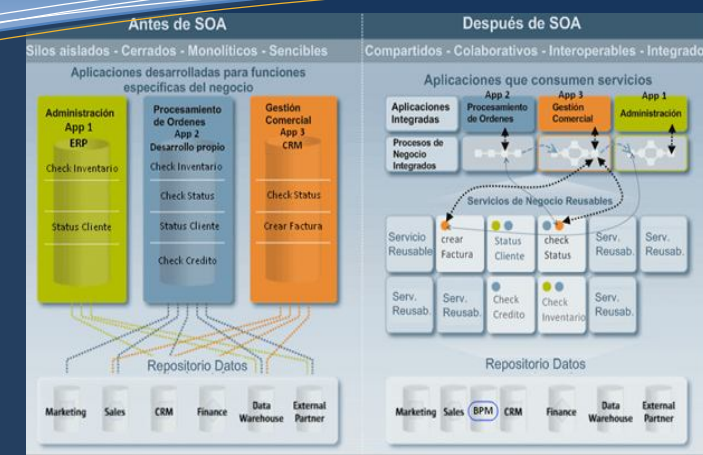 Antes de SOA
Silos aislados - Cerrados - Monolíticos - Sencibles
Aplicaciones desarrolladas para funciones
específicas del negocio
Administración
App 1
ERP
Check Inventario
Status Cliente
Procesamiento
de Ordenes
App 2
Desarrollo propio
Check Inventario
Check Status
Status Cliente
Check Credito
Gestión
Comercial
App 3
CRM
Check Status
Crear Factura
Repositorio Datos
Marketing
Sales
CRM
Finance
Data
Warehouse
External
Partner
Después de SOA
Compartidos - Colaborativos - Interoperables - Integrado
Aplicaciones que consumen servicios
Aplicaciones
Integradas
App 2
Procesamiento
de Ordenes
App 3
Gestión
Comercial
App 1
Administración
Procesos de
Negocio
Integrados
Servicios de Negocio Reusables
Servicio
Reusable
crear
Factura
Status
Cliente
check
Status
Serv.
Reusab.
Serv.
Reusab.
Serv.
Reusab.
Serv.
Reusab.
Check
Credito
Check
Inventario
Serv.
Reusab.
Repositorio Datos
Marketing
Sales
BPM
CRM
Finance
Data
Warehouse
External
Partner